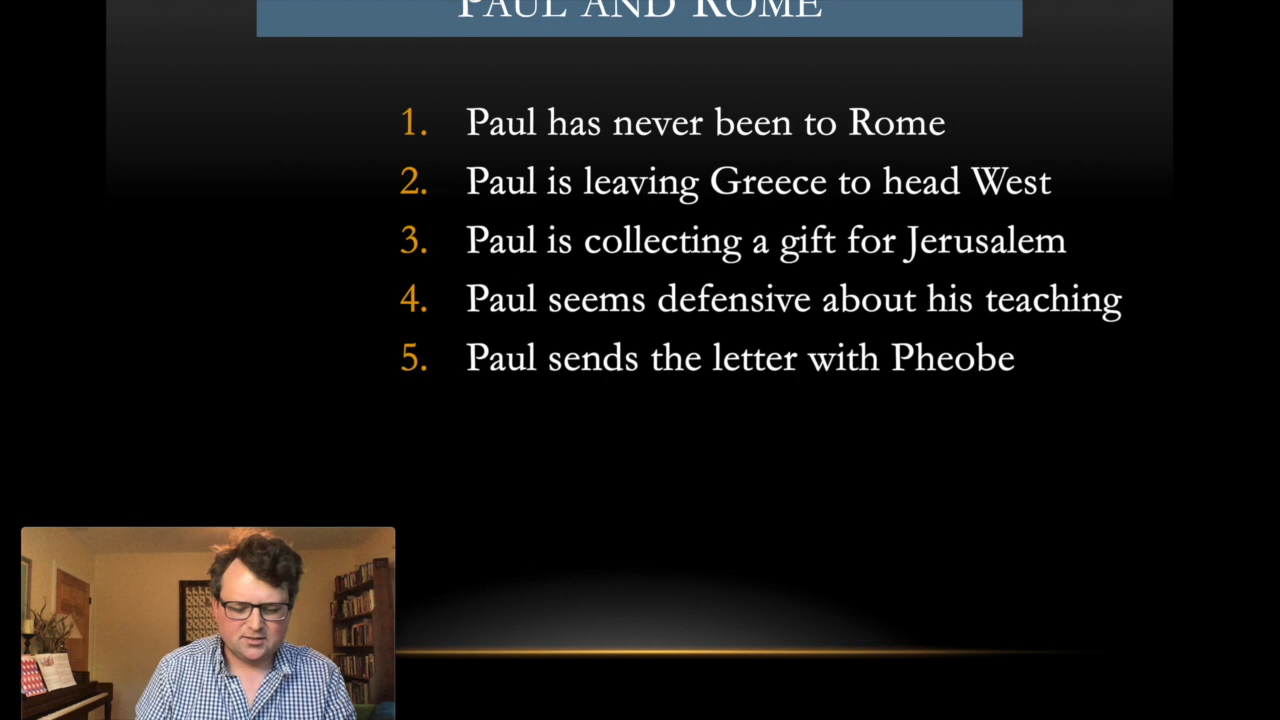 PAUL AND ROME
1. Paul has never been to Rome
2. Paul is leaving Greece to head West
3. Paul is collecting a gift for Jerusalem
4. Paul seems defensive about his teaching
5. Paul sends the letter with Pheobe